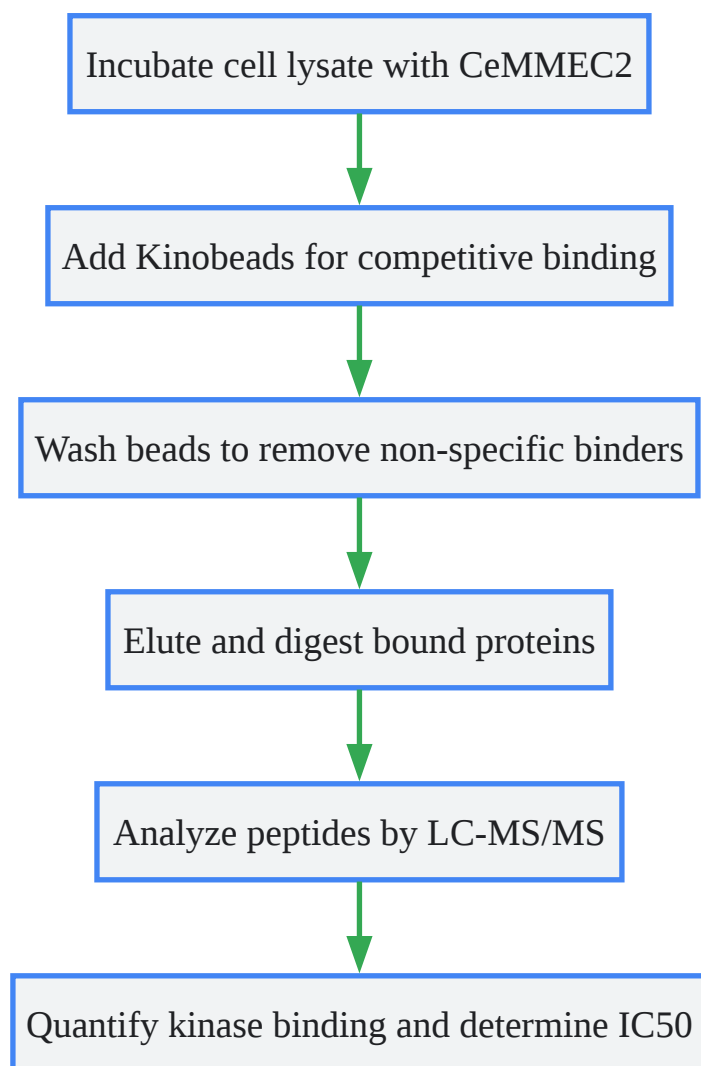 Incubate cell lysate with CeMMEC2
Add Kinobeads for competitive binding
Wash beads to remove non-specific binders
Elute and digest bound proteins
Analyze peptides by LC-MS/MS
Quantify kinase binding and determine IC50